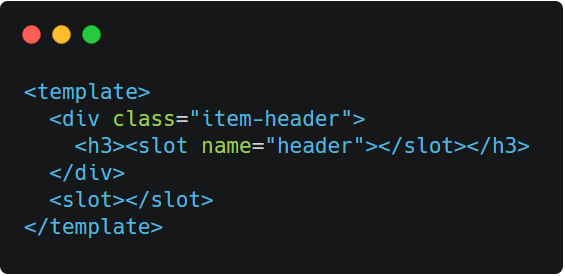 <template>
  <div class="item-header">
    <h3><slot name="header"></slot></h3>
  </div>
  <slot></slot>
</template>